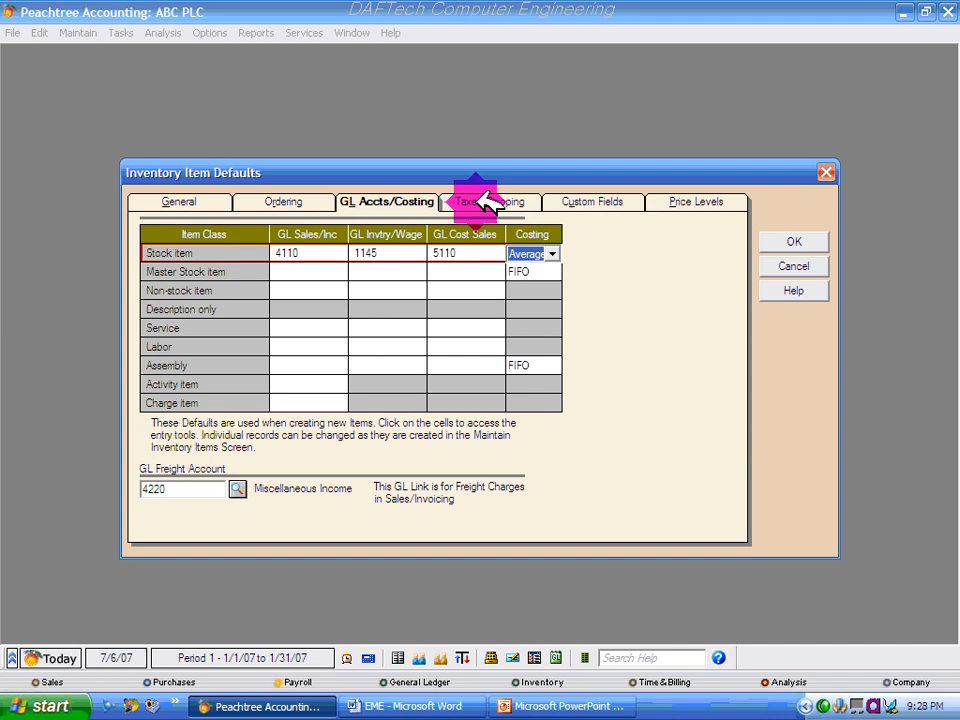 Peachtree Accounting: ABC PLC
DAFTech Computer Engineering
File Edit Maintain Tasks Analysis Options Reports Services Window Help
Inventory Item Defaults
General Ordering GL Accts/Costing Custom Fields Price Levels
Item Class GL Sales/Inc GL Invtry/Wage GL Cost Sales Costing
Stock item 4110 1145 5110 Average
Master Stock item FIFO
Non-stock item
Description only
Service
Labor
Assembly FIFO
Activity item
Charge item
OK
Cancel
Help
These Defaults are used when creating new Items. Click on the cells to access the
entry tools. Individual records can be changed as they are created in the Maintain
Inventory Items Screen.
GL Freight Account
4220 Miscellaneous Income
This GL Link is for Freight Charges
in Sales/Invoicing
Today 7/6/07 Period 1 - 1/1/07 to 1/31/07 Search Help
Sales Purchases Payroll General Ledger Inventory Time & Billing Analysis Company
start Peachtree Accountin... EME - Microsoft Word Microsoft PowerPoint ... 9:28 PM